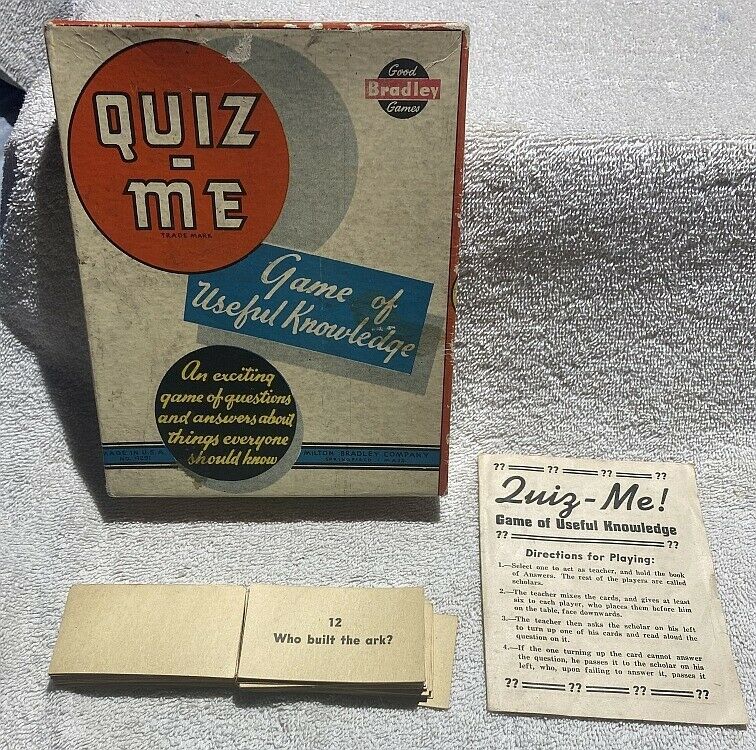 QUIZ
-
ME
TRADE MARK
Good
Bradley
Games
Game of
Useful Knowledge
An exciting
game of questions
and answers about
things everyone
should know
MADE IN U.S.A.
MILTON BRADLEY COMPANY
SPRINGFIELD, MASS.
12
Who built the ark?
?? ?? ?? ??
Quiz-Me!
Game of Useful Knowledge
?? ??
Directions for Playing:
1.—Select one to act as teacher, and hold the book
of Answers. The rest of the players are called
scholars.
2.—The teacher mixes the cards, and gives at least
six to each player, who places them before him
on the table, face downwards.
3.—The teacher then asks the scholar on his left
to turn up one of his cards and read aloud the
question on it.
4.—If the one turning up the card cannot answer
the question, he passes it to the scholar on his
left, who, upon failing to answer it, passes it
?? ?? ?? ??